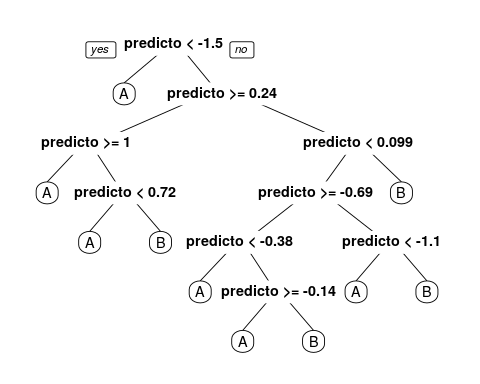 yes predicto < -1.5 no
A predicto >= 0.24
predicto >= 1 predicto < 0.099
A predicto < 0.72 predicto >= -0.69 B
A B predicto < -0.38 predicto < -1.1
A predicto >= -0.14 A B
A B